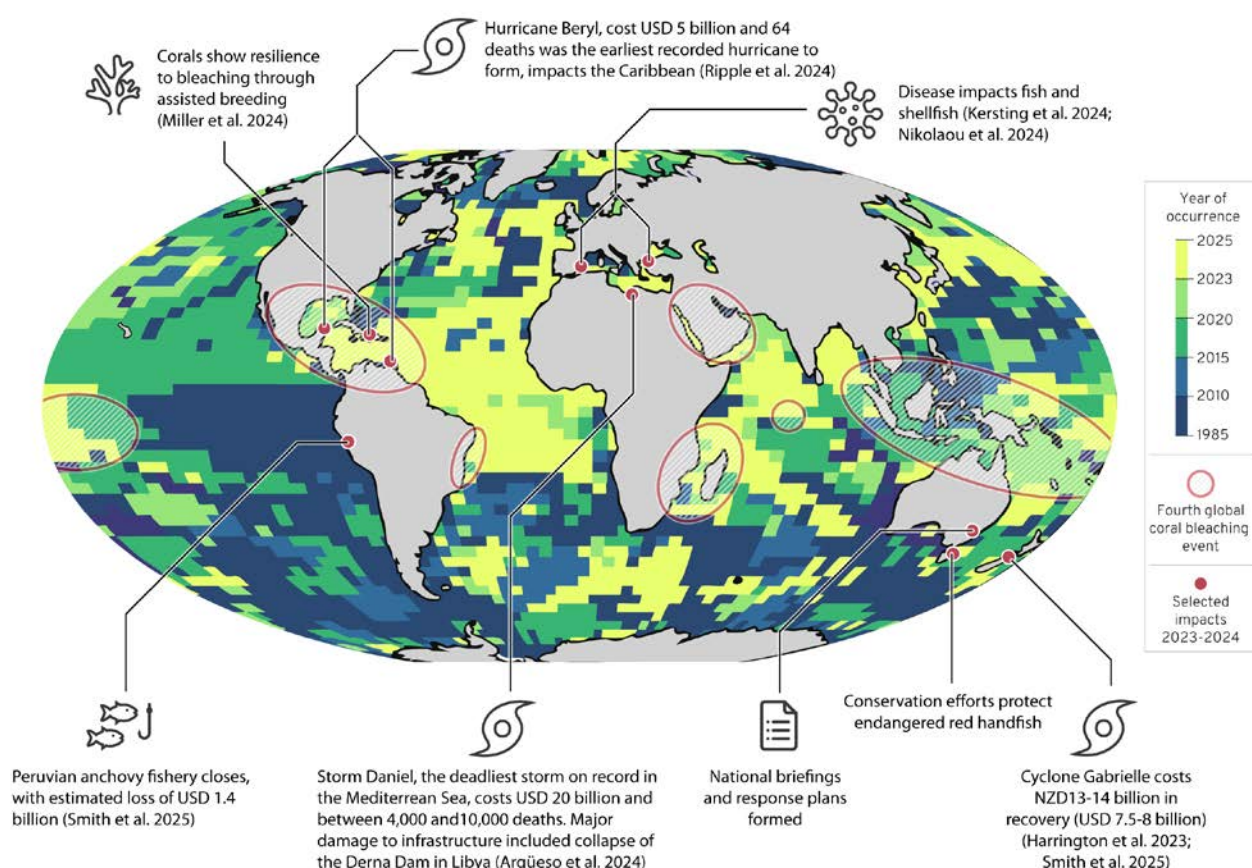 Corals show resilience
to bleaching through
assisted breeding
(Miller et al. 2024)
Hurricane Beryl, cost USD 5 billion and 64
deaths was the earliest recorded hurricane to
form, impacts the Caribbean (Ripple et al. 2024)
Disease impacts fish and
shellfish (Kersting et al. 2024;
Nikolaou et al. 2024)
Year of
occurrence
2025
2023
2020
2015
2010
1985
Fourth global
coral bleaching
event
Selected
impacts
2023-2024
Peruvian anchovy fishery closes,
with estimated loss of USD 1.4
billion (Smith et al. 2025)
Storm Daniel, the deadliest storm on record in
the Mediterrean Sea, costs USD 20 billion and
between 4,000 and10,000 deaths. Major
damage to infrastructure included collapse of
the Derna Dam in Libya (Argüeso et al. 2024)
National briefings
and response plans
formed
Conservation efforts protect
endangered red handfish
Cyclone Gabrielle costs
NZD13-14 billion in
recovery (USD 7.5-8 billion)
(Harrington et al. 2023;
Smith et al. 2025)